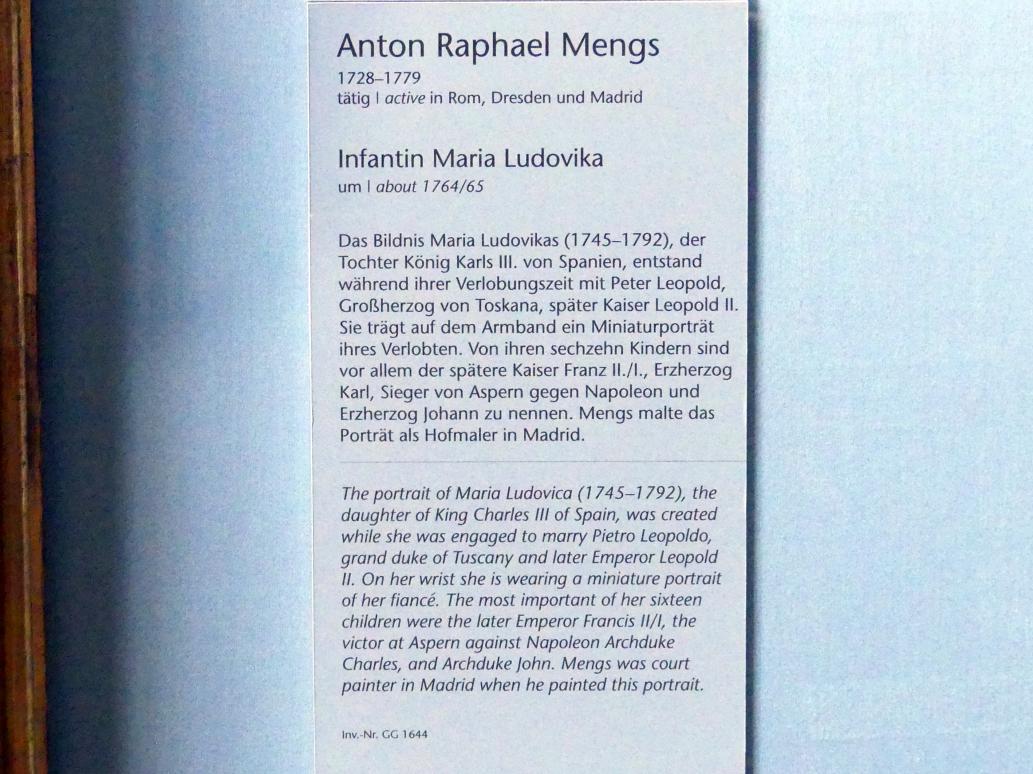 Anton Raphael Mengs
1728–1779
tätig | active in Rom, Dresden und Madrid
Infantin Maria Ludovika
um | about 1764/65
Das Bildnis Maria Ludovikas (1745–1792), der
Tochter König Karls III. von Spanien, entstand
während ihrer Verlobungszeit mit Peter Leopold,
Großherzog von Toskana, später Kaiser Leopold II.
Sie trägt auf dem Armband ein Miniaturporträt
ihres Verlobten. Von ihren sechzehn Kindern sind
vor allem der spätere Kaiser Franz II./I., Erzherzog
Karl, Sieger von Aspern gegen Napoleon und
Erzherzog Johann zu nennen. Mengs malte das
Porträt als Hofmaler in Madrid.
The portrait of Maria Ludovica (1745–1792), the
daughter of King Charles III of Spain, was created
while she was engaged to marry Pietro Leopoldo,
grand duke of Tuscany and later Emperor Leopold
II. On her wrist she is wearing a miniature portrait
of her fiancé. The most important of her sixteen
children were the later Emperor Francis II/I, the
victor at Aspern against Napoleon Archduke
Charles, and Archduke John. Mengs was court
painter in Madrid when he painted this portrait.
Inv.-Nr. GG 1644